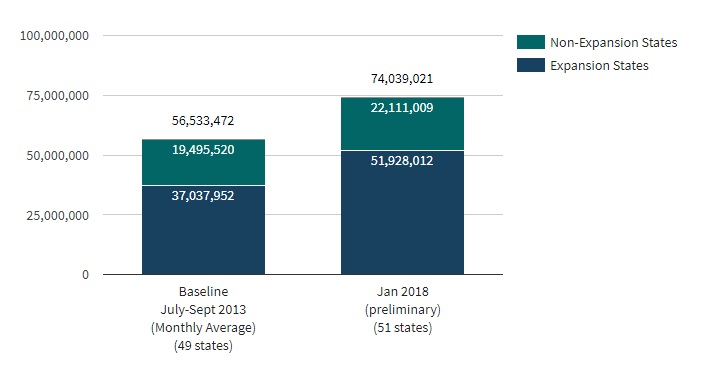 100,000,000
75,000,000
50,000,000
25,000,000
0
56,533,472
19,495,520
37,037,952
74,039,021
22,111,009
51,928,012
Baseline
July-Sept 2013
(Monthly Average)
(49 states)
Jan 2018
(preliminary)
(51 states)
Non-Expansion States
Expansion States